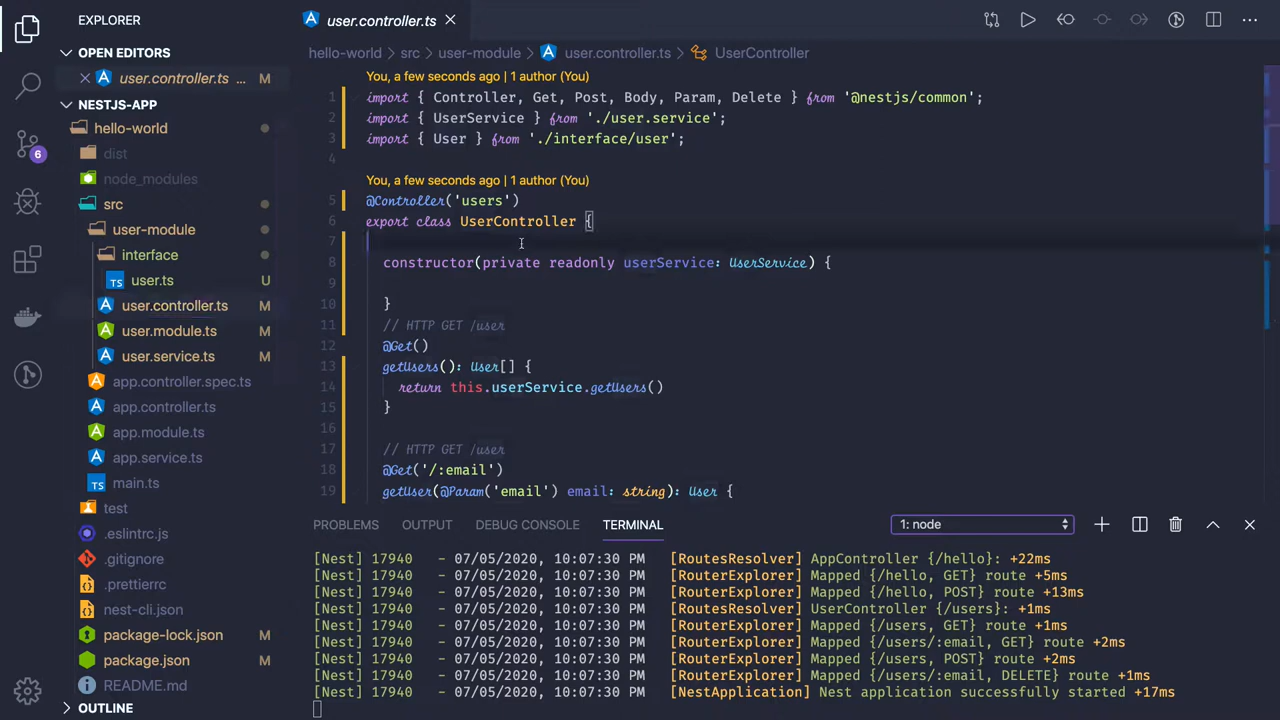 EXPLORER
OPEN EDITORS
user.controller.ts ... M
NESTJS-APP
hello-world
dist
node_modules
src
user-module
interface
user.ts U
user.controller.ts M
user.module.ts M
user.service.ts M
app.controller.spec.ts
app.controller.ts
app.module.ts
app.service.ts
main.ts
test
.eslintrc.js
.gitignore
.prettierrc
nest-cli.json
package-lock.json M
package.json M
README.md
OUTLINE
6
user.controller.ts
hello-world > src > user-module > user.controller.ts > UserController
You, a few seconds ago | 1 author (You)
1 import { Controller, Get, Post, Body, Param, Delete } from '@nestjs/common';
2 import { UserService } from './user.service';
3 import { User } from './interface/user';
4
You, a few seconds ago | 1 author (You)
5 @Controller('users')
6 export class UserController {
7
8 constructor(private readonly userService: UserService) {
9
10 }
11 // HTTP GET /user
12 @Get()
13 getUsers(): User[] {
14 return this.userService.getUsers()
15 }
16
17 // HTTP GET /user
18 @Get('/:email')
19 getUser(@Param('email') email: string): User {
PROBLEMS OUTPUT DEBUG CONSOLE TERMINAL 1: node
[Nest] 17940 - 07/05/2020, 10:07:30 PM [RoutesResolver] AppController {/hello}: +22ms
[Nest] 17940 - 07/05/2020, 10:07:30 PM [RouterExplorer] Mapped {/hello, GET} route +5ms
[Nest] 17940 - 07/05/2020, 10:07:30 PM [RouterExplorer] Mapped {/hello, POST} route +13ms
[Nest] 17940 - 07/05/2020, 10:07:30 PM [RoutesResolver] UserController {/users}: +1ms
[Nest] 17940 - 07/05/2020, 10:07:30 PM [RouterExplorer] Mapped {/users, GET} route +1ms
[Nest] 17940 - 07/05/2020, 10:07:30 PM [RouterExplorer] Mapped {/users/:email, GET} route +2ms
[Nest] 17940 - 07/05/2020, 10:07:30 PM [RouterExplorer] Mapped {/users, POST} route +2ms
[Nest] 17940 - 07/05/2020, 10:07:30 PM [RouterExplorer] Mapped {/users/:email, DELETE} route +1ms
[Nest] 17940 - 07/05/2020, 10:07:30 PM [NestApplication] Nest application successfully started +17ms